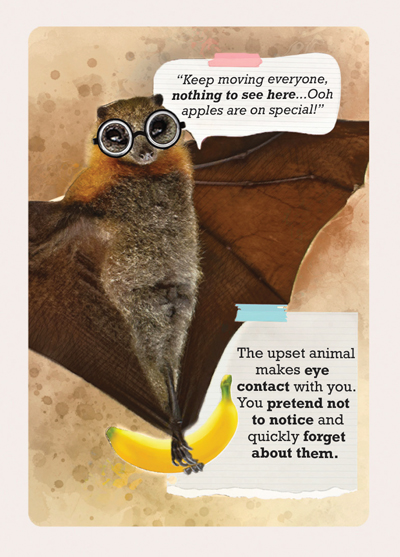 “Keep moving everyone,
nothing to see here...Ooh
apples are on special!”
The upset animal
makes eye
contact with you.
You pretend not
to notice and
quickly forget
about them.